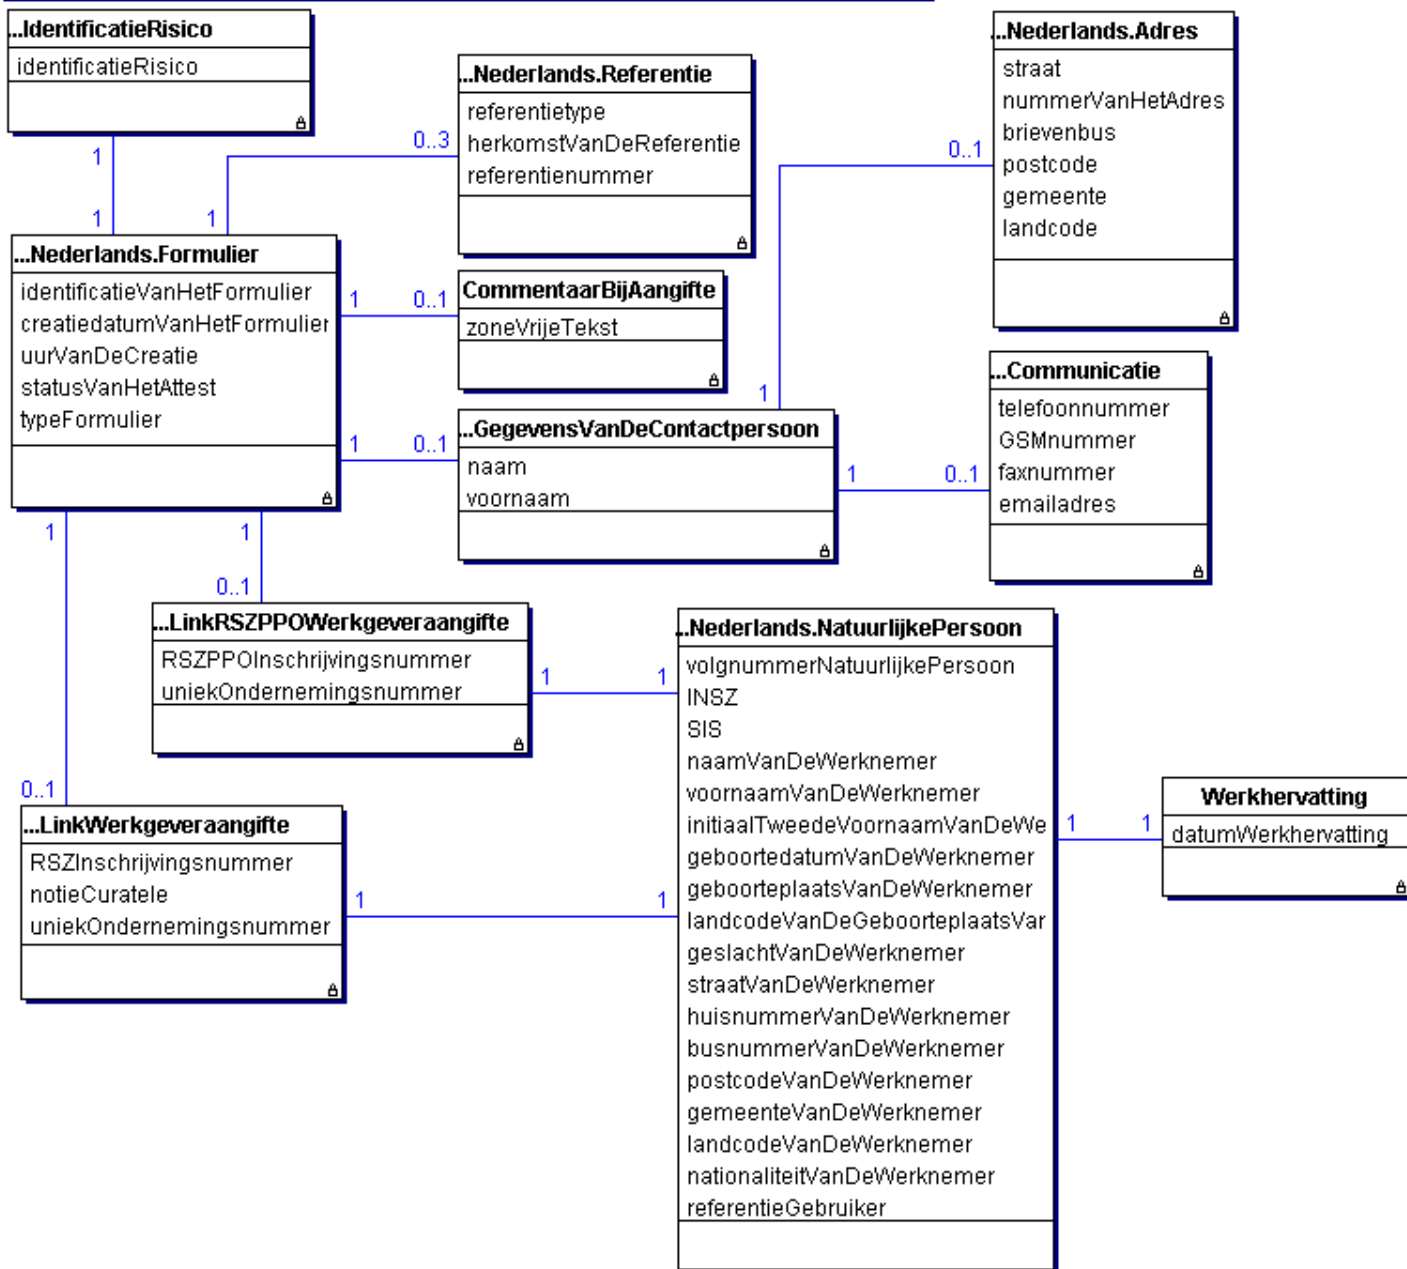 ...IdentificatieRisico
identificatieRisico
1
1
...Nederlands.Referentie
referentietype
herkomstVanDeReferentie
referentienummer
0..3
1
...Nederlands.Adres
straat
nummerVanHetAdres
brievenbus
postcode
gemeente
landcode
0..1
1
...Nederlands.Formulier
identificatieVanHetFormulier
creatiedatumVanHetFormulier
uurVanDeCreatie
statusVanHetAttest
typeFormulier
1
0..1
CommentaarBijAangifte
zoneVrijeTekst
1
0..1
...GegevensVanDeContactpersoon
naam
voornaam
1
0..1
...Communicatie
telefoonnummer
GSMnummer
faxnummer
emailadres
1
0..1
1
0..1
...LinkRSZPPOWerkgeveraangifte
RSZPPOInschrijvingsnummer
uniekOndernemingsnummer
1
1
...LinkWerkgeveraangifte
RSZInschrijvingsnummer
notieCuratele
uniekOndernemingsnummer
1
1
..Nederlands.NatuurlijkePersoon
volgnummerNatuurlijkePersoon
INSZ
SIS
naamVanDeWerknemer
voornaamVanDeWerknemer
initiaalTweedeVoornaamVanDeWe
geboortedatumVanDeWerknemer
geboorteplaatsVanDeWerknemer
landcodeVanDeGeboorteplaatsVar
geslachtVanDeWerknemer
straatVanDeWerknemer
huisnummerVanDeWerknemer
busnummerVanDeWerknemer
postcodeVanDeWerknemer
gemeenteVanDeWerknemer
landcodeVanDeWerknemer
nationaliteitVanDeWerknemer
referentieGebruiker
1
1
Werkhervatting
datumWerkhervatting